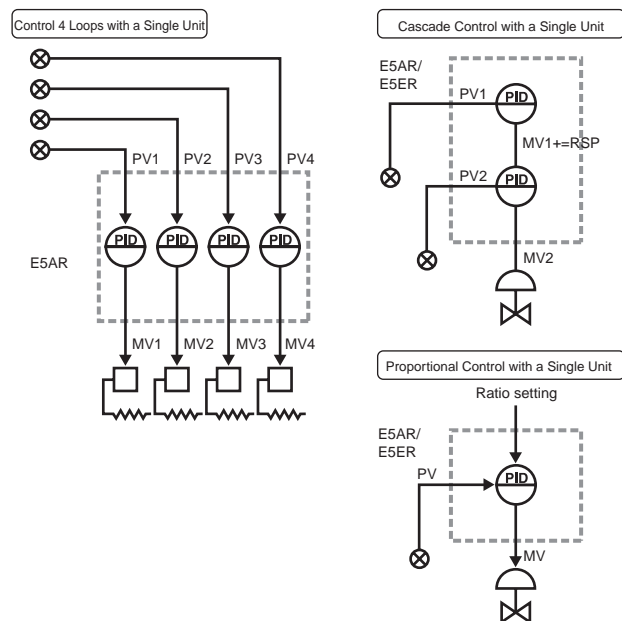 Control 4 Loops with a Single Unit
PV1
PV2
PV3
PV4
E5AR
PID
PID
PID
PID
MV1
MV2
MV3
MV4
Cascade Control with a Single Unit
E5AR/
E5ER
PV1
PID
MV1+=RSP
PV2
PID
MV2
Proportional Control with a Single Unit
Ratio setting
E5AR/
E5ER
PV
PID
MV